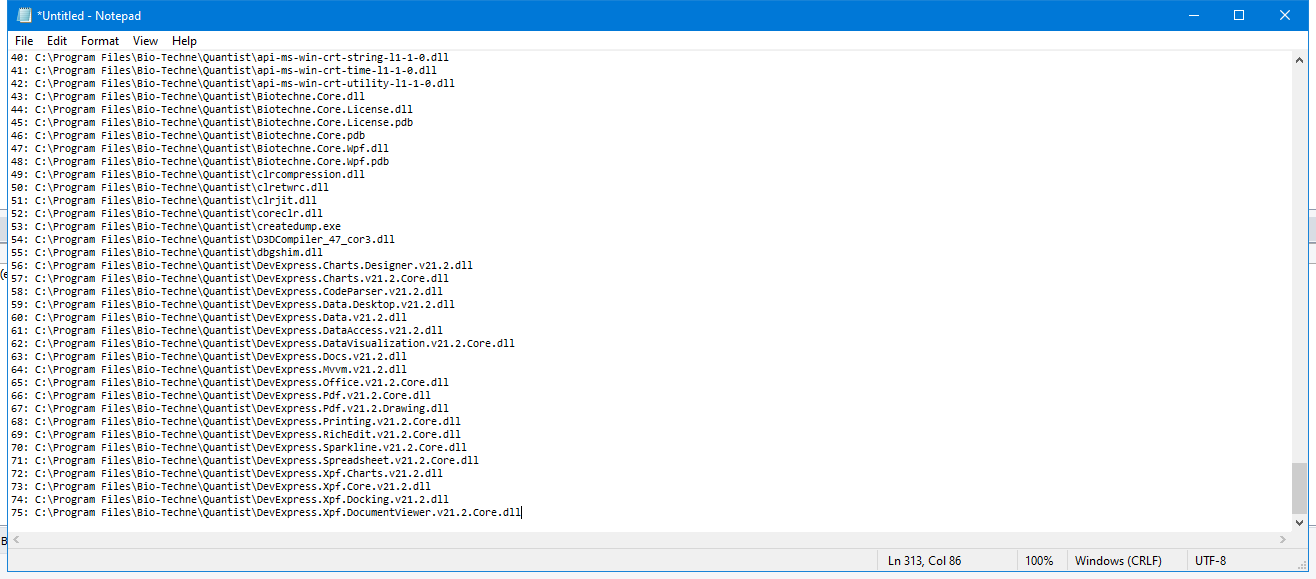 *Untitled - Notepad
File Edit Format View Help
40: C:\Program Files\Bio-Techne\Quantist\api-ms-win-crt-string-l1-1-0.dll
41: C:\Program Files\Bio-Techne\Quantist\api-ms-win-crt-time-l1-1-0.dll
42: C:\Program Files\Bio-Techne\Quantist\api-ms-win-crt-utility-l1-1-0.dll
43: C:\Program Files\Bio-Techne\Quantist\Biotechne.Core.dll
44: C:\Program Files\Bio-Techne\Quantist\Biotechne.Core.License.dll
45: C:\Program Files\Bio-Techne\Quantist\Biotechne.Core.License.pdb
46: C:\Program Files\Bio-Techne\Quantist\Biotechne.Core.pdb
47: C:\Program Files\Bio-Techne\Quantist\Biotechne.Core.Wpf.dll
48: C:\Program Files\Bio-Techne\Quantist\Biotechne.Core.Wpf.pdb
49: C:\Program Files\Bio-Techne\Quantist\clrcompression.dll
50: C:\Program Files\Bio-Techne\Quantist\clretwrc.dll
51: C:\Program Files\Bio-Techne\Quantist\clrjit.dll
52: C:\Program Files\Bio-Techne\Quantist\coreclr.dll
53: C:\Program Files\Bio-Techne\Quantist\createdump.exe
54: C:\Program Files\Bio-Techne\Quantist\D3DCompiler_47_cor3.dll
55: C:\Program Files\Bio-Techne\Quantist\dbgshim.dll
56: C:\Program Files\Bio-Techne\Quantist\DevExpress.Charts.Designer.v21.2.dll
57: C:\Program Files\Bio-Techne\Quantist\DevExpress.Charts.v21.2.Core.dll
58: C:\Program Files\Bio-Techne\Quantist\DevExpress.CodeParser.v21.2.dll
59: C:\Program Files\Bio-Techne\Quantist\DevExpress.Data.Desktop.v21.2.dll
60: C:\Program Files\Bio-Techne\Quantist\DevExpress.Data.v21.2.dll
61: C:\Program Files\Bio-Techne\Quantist\DevExpress.DataAccess.v21.2.dll
62: C:\Program Files\Bio-Techne\Quantist\DevExpress.DataVisualization.v21.2.Core.dll
63: C:\Program Files\Bio-Techne\Quantist\DevExpress.Docs.v21.2.dll
64: C:\Program Files\Bio-Techne\Quantist\DevExpress.Mvvm.v21.2.dll
65: C:\Program Files\Bio-Techne\Quantist\DevExpress.Office.v21.2.Core.dll
66: C:\Program Files\Bio-Techne\Quantist\DevExpress.Pdf.v21.2.Core.dll
67: C:\Program Files\Bio-Techne\Quantist\DevExpress.Pdf.v21.2.Drawing.dll
68: C:\Program Files\Bio-Techne\Quantist\DevExpress.Printing.v21.2.Core.dll
69: C:\Program Files\Bio-Techne\Quantist\DevExpress.RichEdit.v21.2.Core.dll
70: C:\Program Files\Bio-Techne\Quantist\DevExpress.Sparkline.v21.2.Core.dll
71: C:\Program Files\Bio-Techne\Quantist\DevExpress.Spreadsheet.v21.2.Core.dll
72: C:\Program Files\Bio-Techne\Quantist\DevExpress.Xpf.Charts.v21.2.dll
73: C:\Program Files\Bio-Techne\Quantist\DevExpress.Xpf.Core.v21.2.dll
74: C:\Program Files\Bio-Techne\Quantist\DevExpress.Xpf.Docking.v21.2.dll
75: C:\Program Files\Bio-Techne\Quantist\DevExpress.Xpf.DocumentViewer.v21.2.Core.dll
Ln 313, Col 86 100% Windows (CRLF) UTF-8